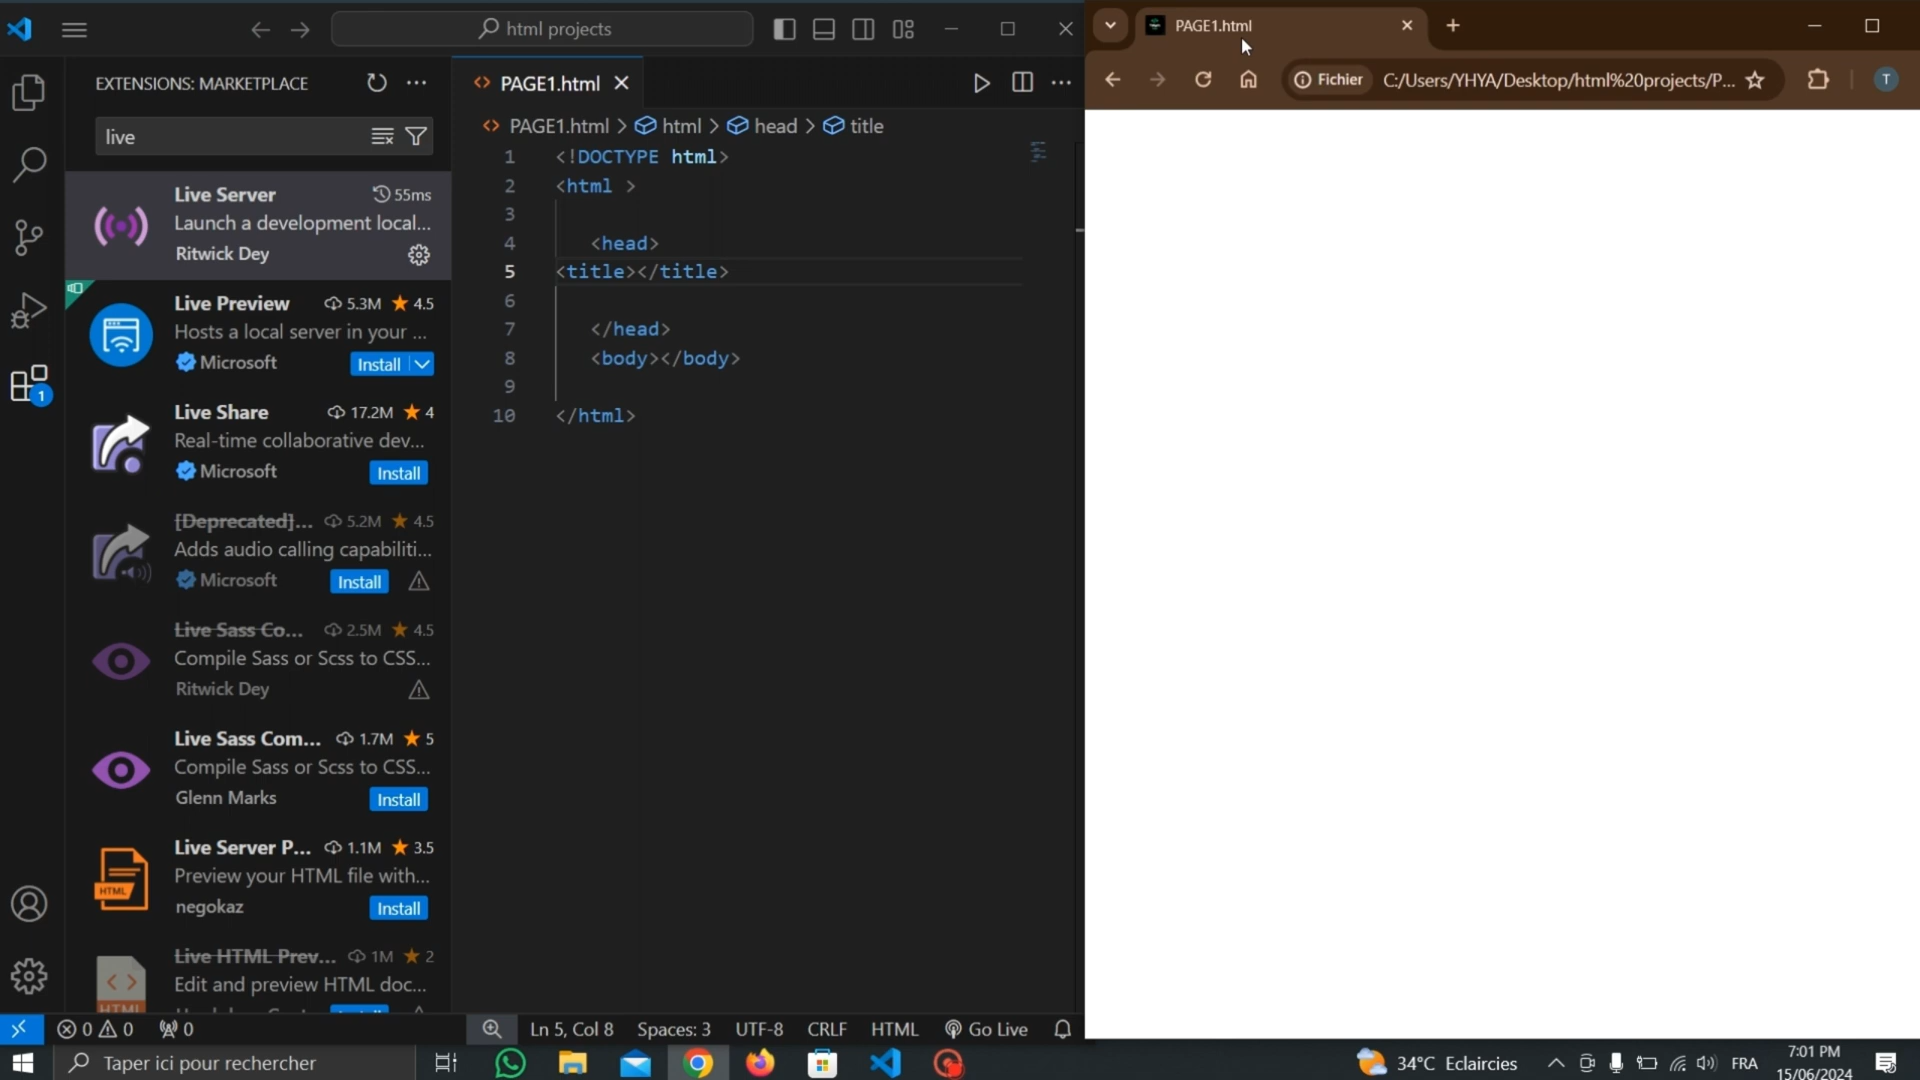 html projects
EXTENSIONS: MARKETPLACE
live
Live Server 55ms
Launch a development local...
Ritwick Dey
Live Preview 5.3M ★ 4.5
Hosts a local server in your ...
Microsoft Install
Live Share 17.2M ★ 4
Real-time collaborative dev...
Microsoft Install
[Deprecated]... 5.2M ★ 4.5
Adds audio calling capabiliti...
Microsoft Install
Live Sass Co... 2.5M ★ 4.5
Compile Sass or Scss to CSS...
Ritwick Dey
Live Sass Com... 1.7M ★ 5
Compile Sass or Scss to CSS...
Glenn Marks Install
Live Server P... 1.1M ★ 3.5
HTML
Preview your HTML file with...
negokaz Install
Live HTML Prev... 1M ★ 2
Edit and preview HTML doc...
1
PAGE1.html
PAGE1.html > html > head > title
1 <!DOCTYPE html>
2 <html >
3
4 <head>
5 <title></title>
6
7 </head>
8 <body></body>
9
10 </html>
0 0 0
Ln 5, Col 8 Spaces: 3 UTF-8 CRLF HTML Go Live
PAGE1.html
Fichier C:/Users/YHYA/Desktop/html%20projects/P... T
Taper ici pour rechercher
34°C Eclaircies FRA
7:01 PM
15/06/2024